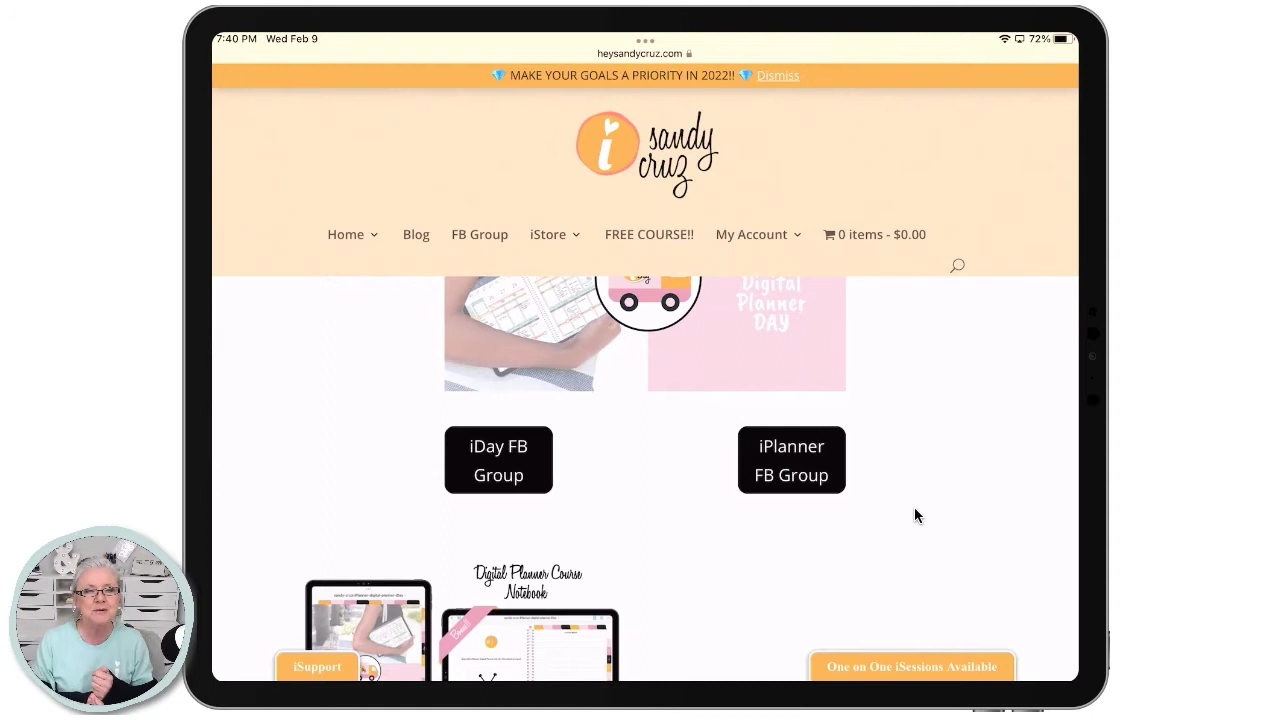 7:40 PM Wed Feb 9
72%
heysandycruz.com
💎 MAKE YOUR GOALS A PRIORITY IN 2022!! 💎 Dismiss
i sandy
cruz
Home Blog FB Group iStore FREE COURSE!! My Account 0 items - $0.00
Digital
Planner
DAY
iDay FB
Group
iPlanner
FB Group
Digital Planner Course
Notebook
Bonus!
iSupport
One on One iSessions Available